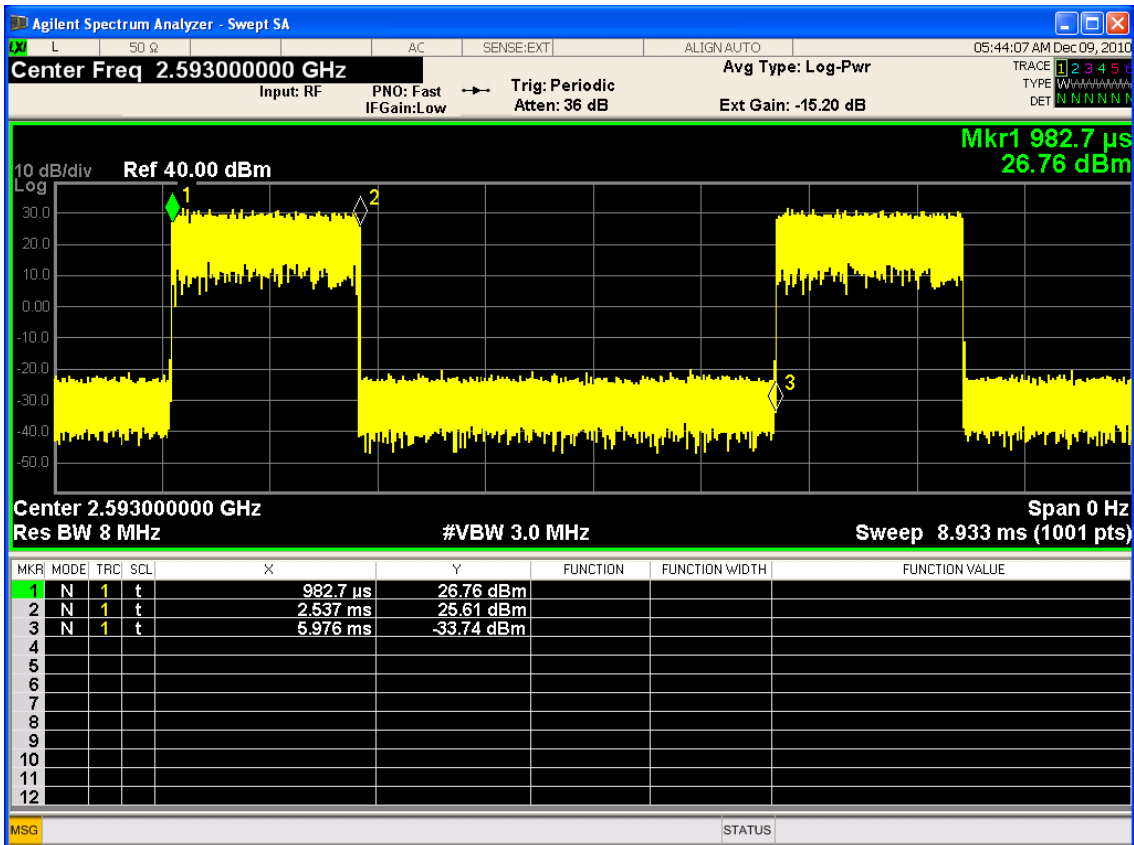 Agilent Spectrum Analyzer - Swept SA
LXI L 50 Ω AC SENSE:EXT ALIGN AUTO 05:44:07 AM Dec 09, 2010
Center Freq 2.593000000 GHz
Input: RF
PNO: Fast
IFGain:Low
Trig: Periodic
Atten: 36 dB
Avg Type: Log-Pwr
Ext Gain: -15.20 dB
TRACE 1 2 3 4 5 6
TYPE W
DET N N N N N N
Mkr1 982.7 µs
26.76 dBm
10 dB/div Ref 40.00 dBm
Log
30.0
20.0
10.0
0.00
-10.0
-20.0
-30.0
-40.0
-50.0
1
2
3
Center 2.593000000 GHz Span 0 Hz
Res BW 8 MHz #VBW 3.0 MHz Sweep 8.933 ms (1001 pts)
MKR MODE TRC SCL X Y FUNCTION FUNCTION WIDTH FUNCTION VALUE
1 N 1 t 982.7 µs 26.76 dBm
2 N 1 t 2.537 ms 25.61 dBm
3 N 1 t 5.976 ms -33.74 dBm
4
5
6
7
8
9
10
11
12
MSG STATUS